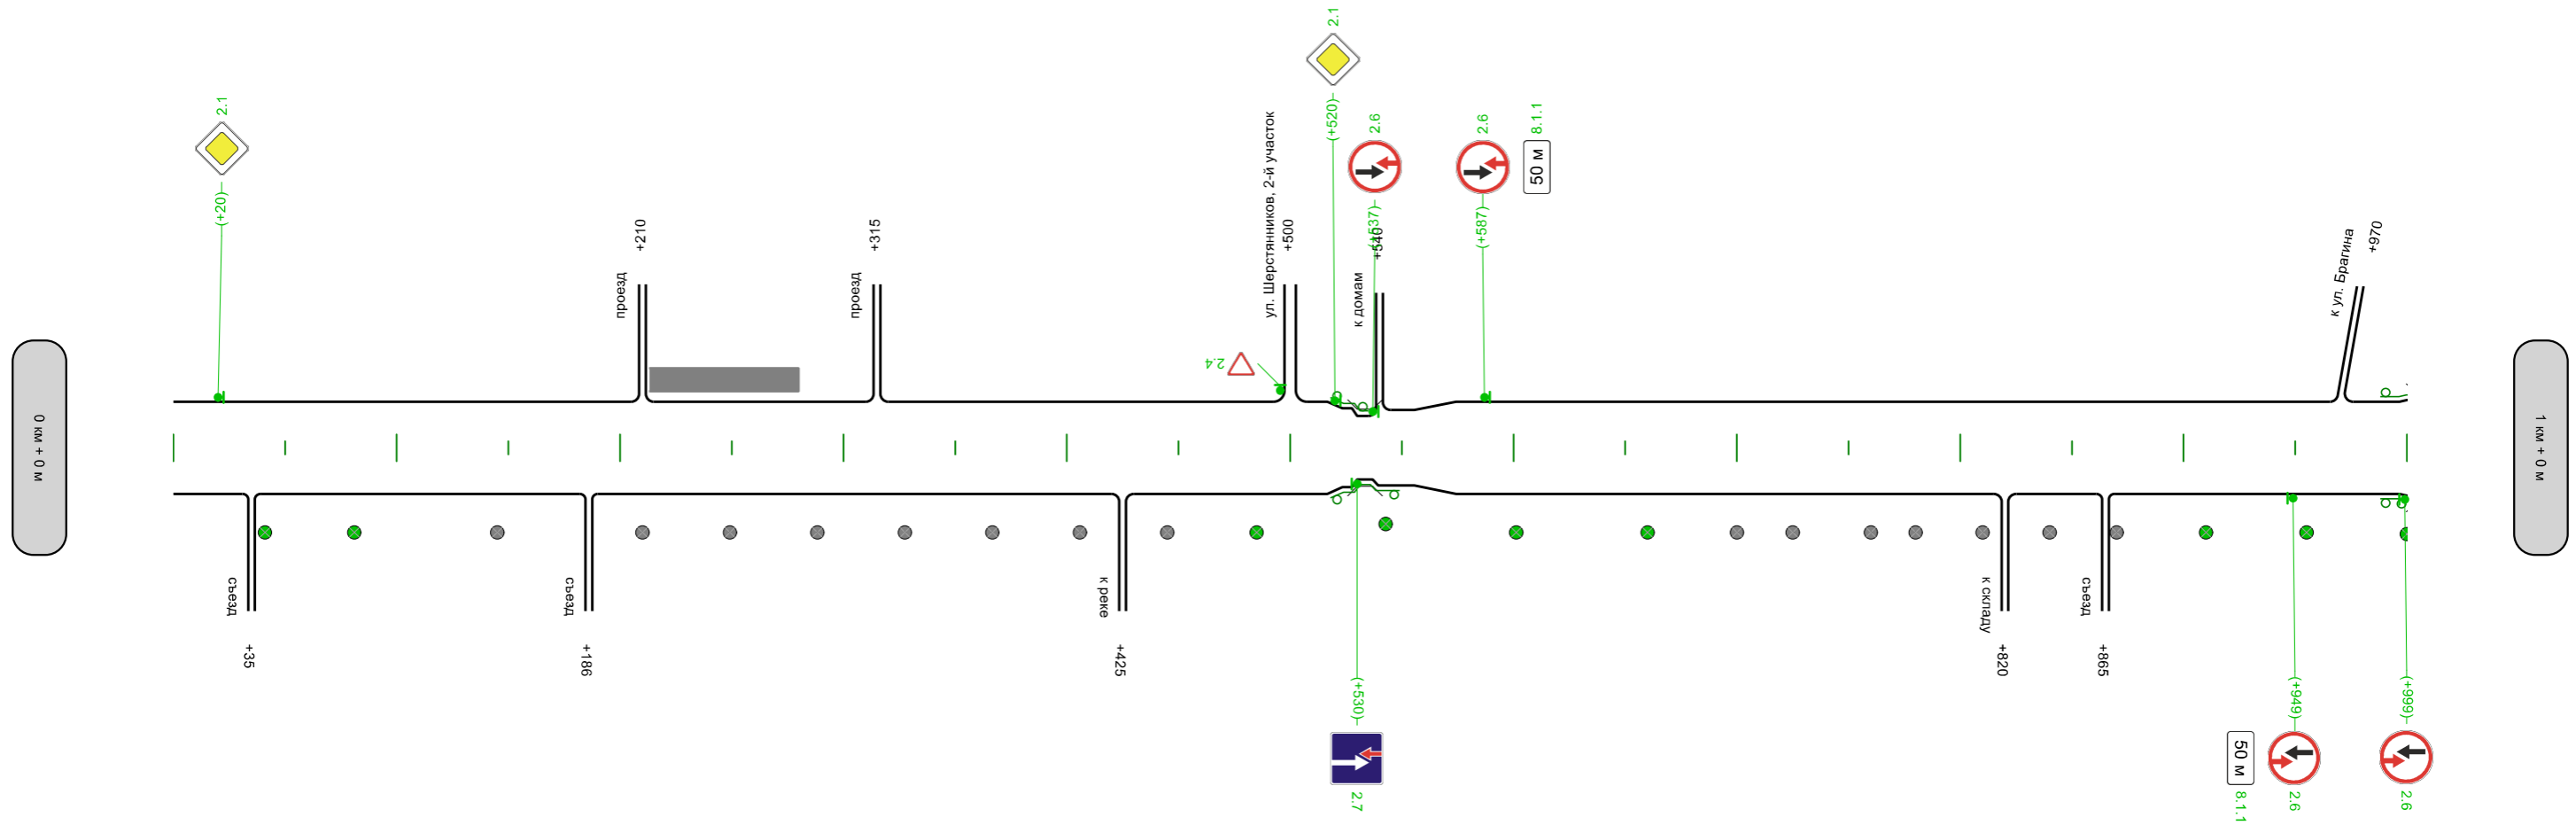 2.1
(+20)
0 км + 0 м
+210
проезд
+315
проезд
ул. Шерстянников, 2-й участок
+500
2.4
2.1
(+520)
2.6
(+537)
+540
к домам
2.6
8.1.1
50 м
(+587)
к ул. Брагина
+970
1 км + 0 м
съезд
+35
съезд
+186
к реке
+425
(+530)
2.7
к складу
+820
съезд
+865
(+949)
50 м
8.1.1
2.6
(+999)
2.6